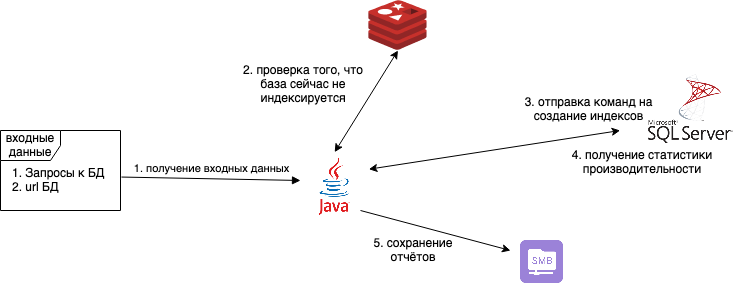 2. проверка того, что
база сейчас не
индексируется
3. отправка команд на
создание индексов
Microsoft
SQL Server
входные
данные
1. Запросы к БД
2. url БД
1. получение входных данных
4. получение статистики
производительности
Java
5. сохранение
отчётов
SMB